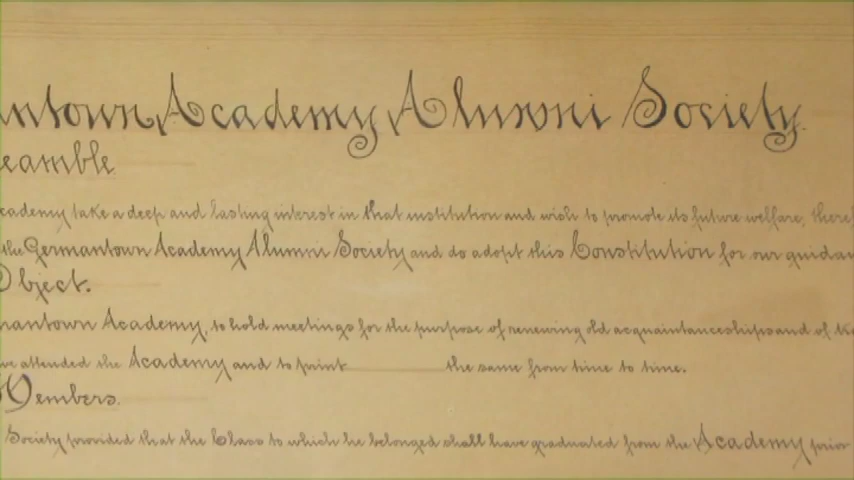 ntown Academy Alumni Society
eamble.
cademy take a deep and lasting interest in that institution and wish to promote its future welfare, there
the Germantown Academy Alumni Society and do adopt this Constitution for our guidan
Object.
mantown Academy, to hold meetings for the purpose of renewing old acquaintanceships and of
ve attended the Academy and to print the same from time to time.
Members.
Society provided that the Class to which he belonged shall have graduated from the Academy prior